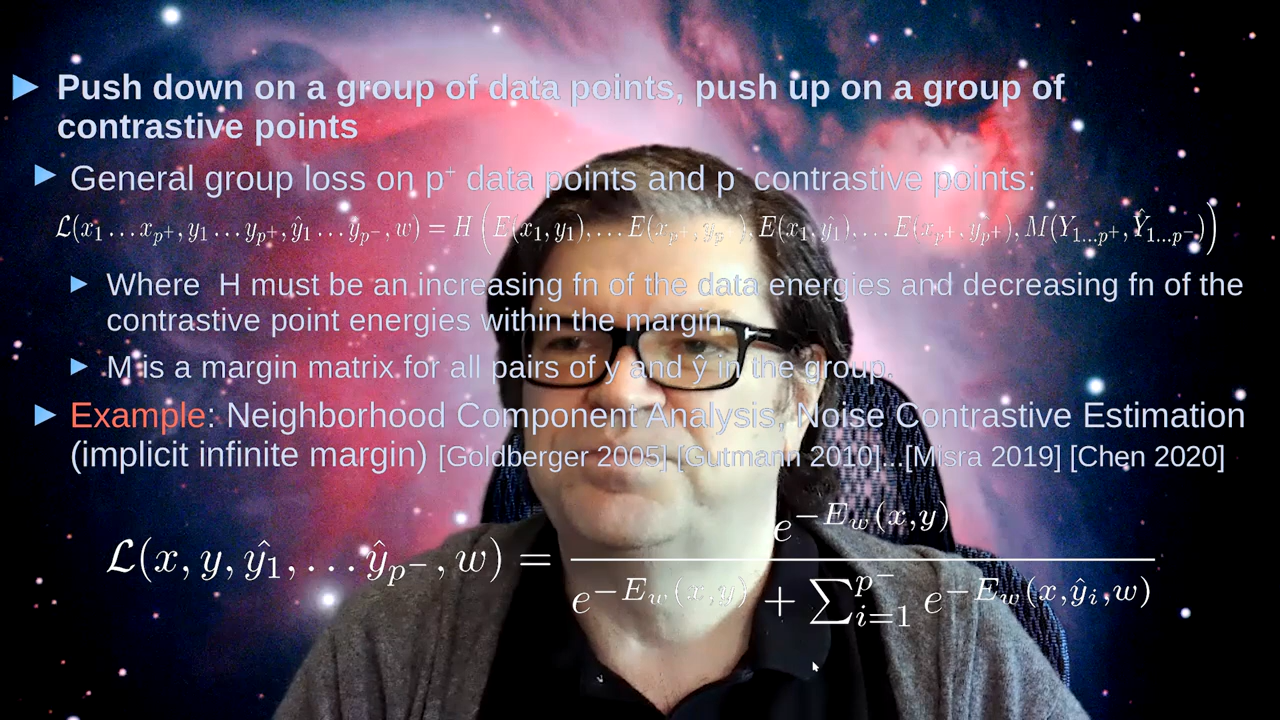 Push down on a group of data points, push up on a group of
contrastive points
General group loss on p⁺ data points and p⁻ contrastive points:
ℒ(x₁…x_{p⁺}, y₁…y_{p⁺}, ŷ₁…ŷ_{p⁻}, w) = H (E(x₁, y₁), …E(x_{p⁺}, y_{p⁺}), E(x₁, ŷ₁), …E(x_{p⁺}, ŷ_{p⁺}), M(Y_{1…p⁺}, Ŷ_{1…p⁻}))
Where H must be an increasing fn of the data energies and decreasing fn of the
contrastive point energies within the margin.
M is a margin matrix for all pairs of y and ŷ in the group.
Example: Neighborhood Component Analysis, Noise Contrastive Estimation
(implicit infinite margin) [Goldberger 2005] [Gutmann 2010]...[Misra 2019] [Chen 2020]
ℒ(x, y, ŷ₁, …ŷ_{p⁻}, w) = e^{−E_w(x,y)} / (e^{−E_w(x,y)} + ∑_{i=1}^{p⁻} e^{−E_w(x,ŷ_i,w)})